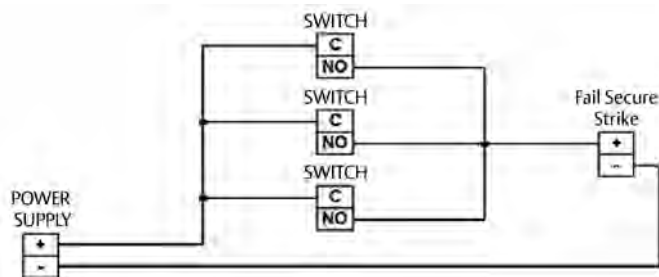 SWITCH
C
NO
SWITCH
C
NO
Fail Secure
Strike
+
-
SWITCH
C
NO
POWER
SUPPLY
+
-